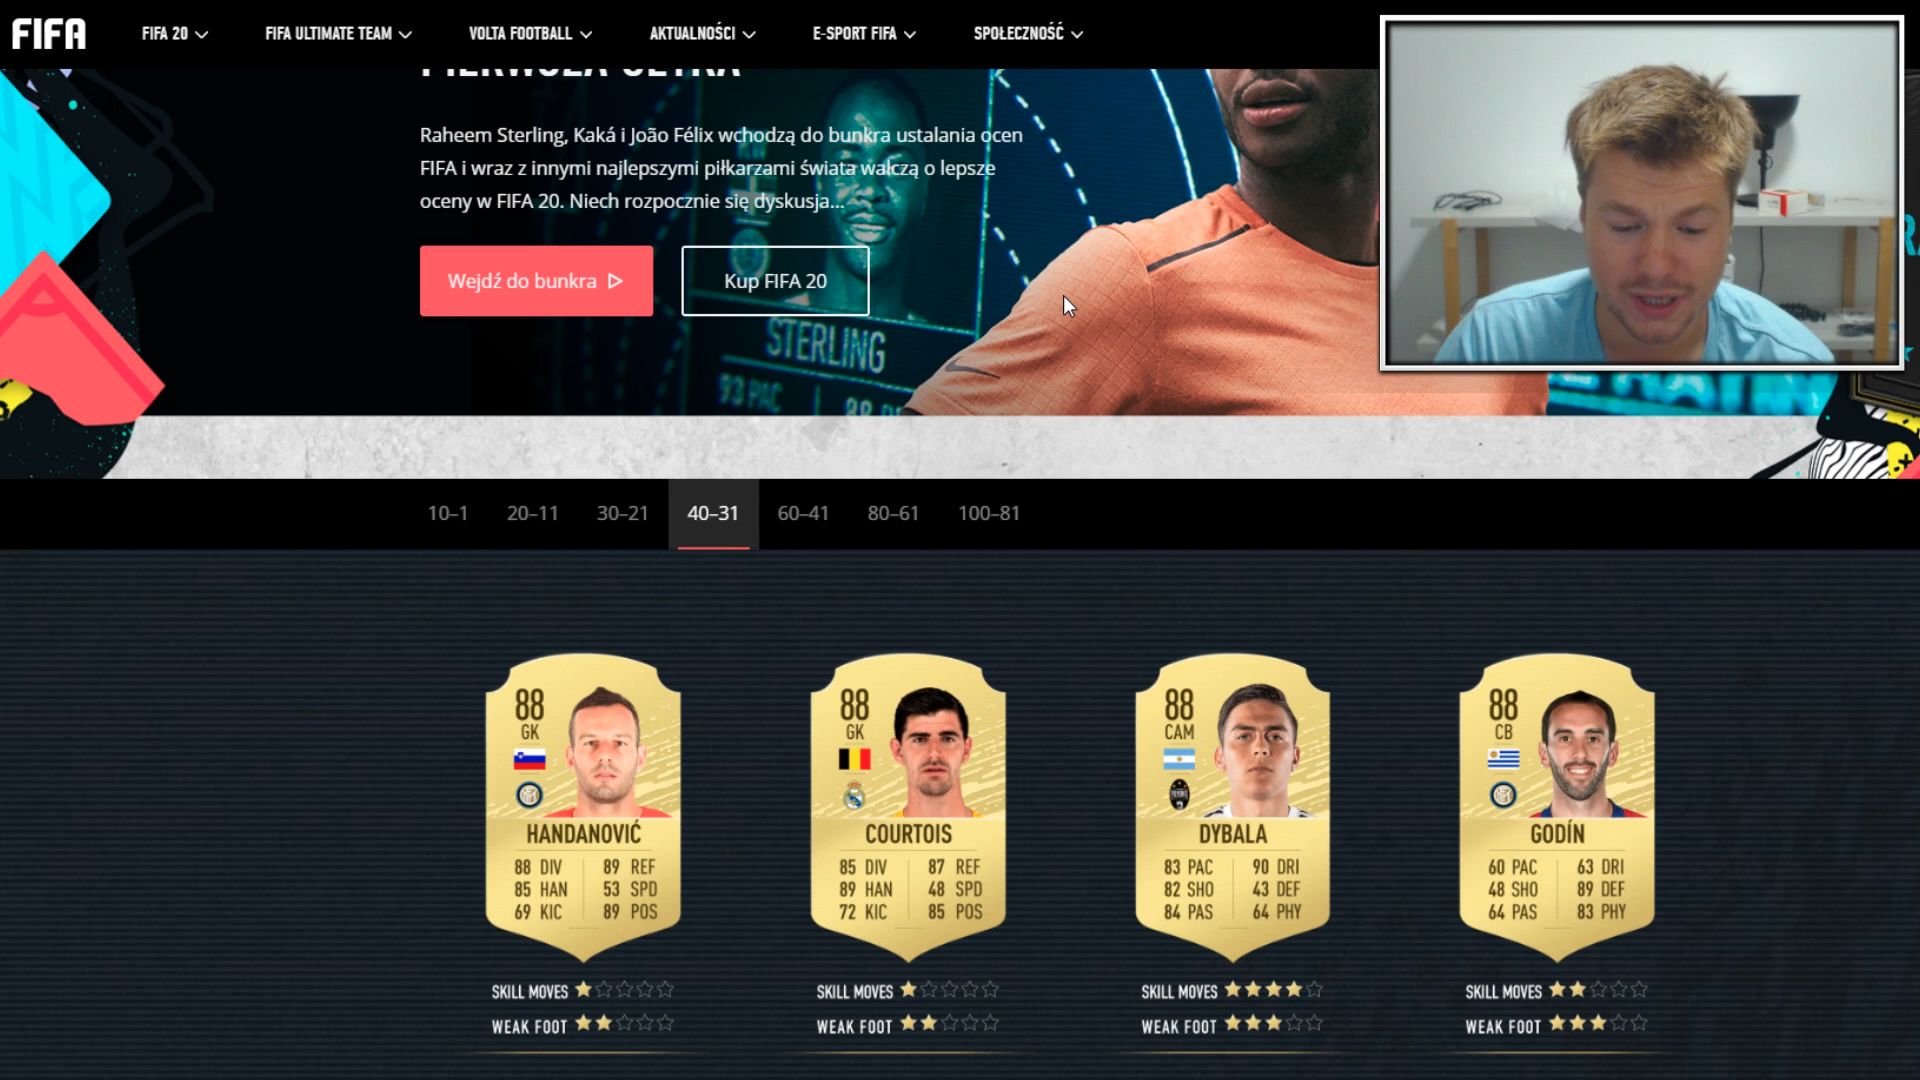 FIFA
FIFA 20
FIFA ULTIMATE TEAM
VOLTA FOOTBALL
AKTUALNOŚCI
E-SPORT FIFA
SPOŁECZNOŚĆ
Raheem Sterling, Kaká i João Félix wchodzą do bunkra ustalania ocen
FIFA i wraz z innymi najlepszymi piłkarzami świata walczą o lepsze
oceny w FIFA 20. Niech rozpocznie się dyskusja...
Wejdź do bunkra
Kup FIFA 20
STERLING
93 PAC
10–1
20–11
30–21
40–31
60–41
80–61
100–81
88
GK
HANDANOVIĆ
88 DIV 89 REF
85 HAN 53 SPD
69 KIC 89 POS
SKILL MOVES
WEAK FOOT
88
GK
COURTOIS
85 DIV 87 REF
89 HAN 48 SPD
72 KIC 85 POS
SKILL MOVES
WEAK FOOT
88
CAM
DYBALA
83 PAC 90 DRI
82 SHO 43 DEF
84 PAS 64 PHY
SKILL MOVES
WEAK FOOT
88
CB
GODÍN
60 PAC 63 DRI
48 SHO 89 DEF
64 PAS 83 PHY
SKILL MOVES
WEAK FOOT